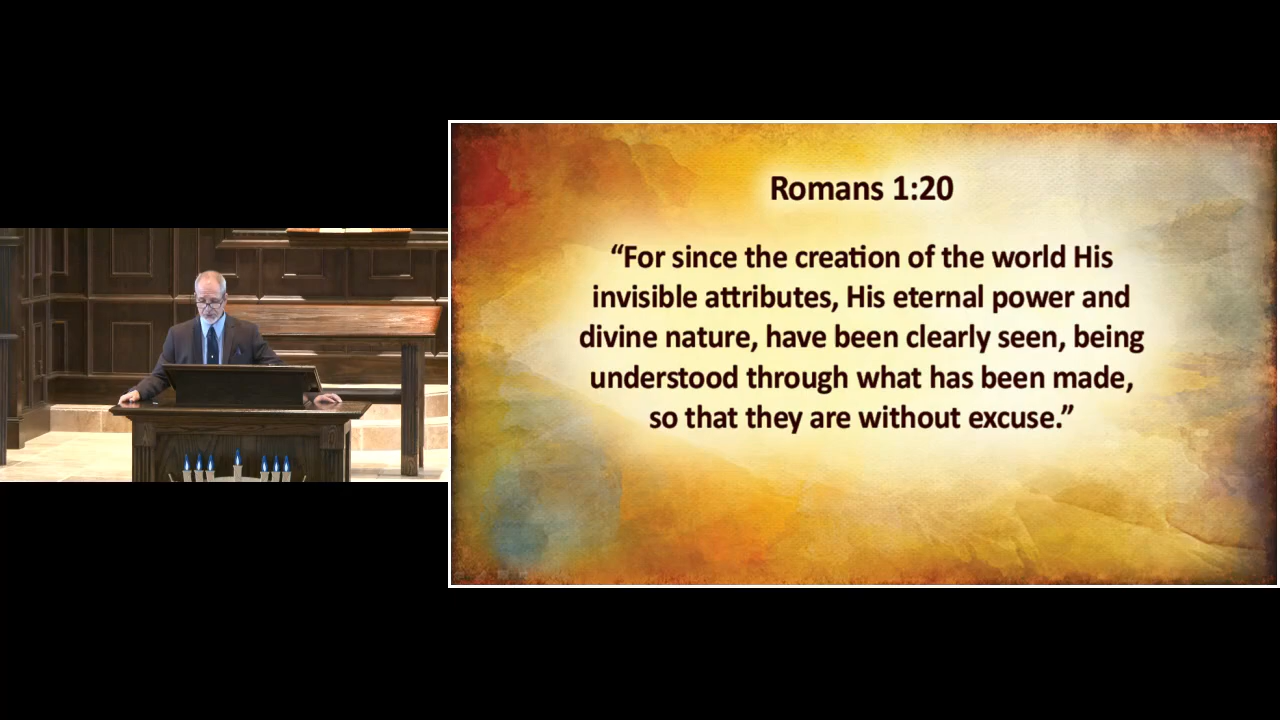 Romans 1:20
“For since the creation of the world His
invisible attributes, His eternal power and
divine nature, have been clearly seen, being
understood through what has been made,
so that they are without excuse.”